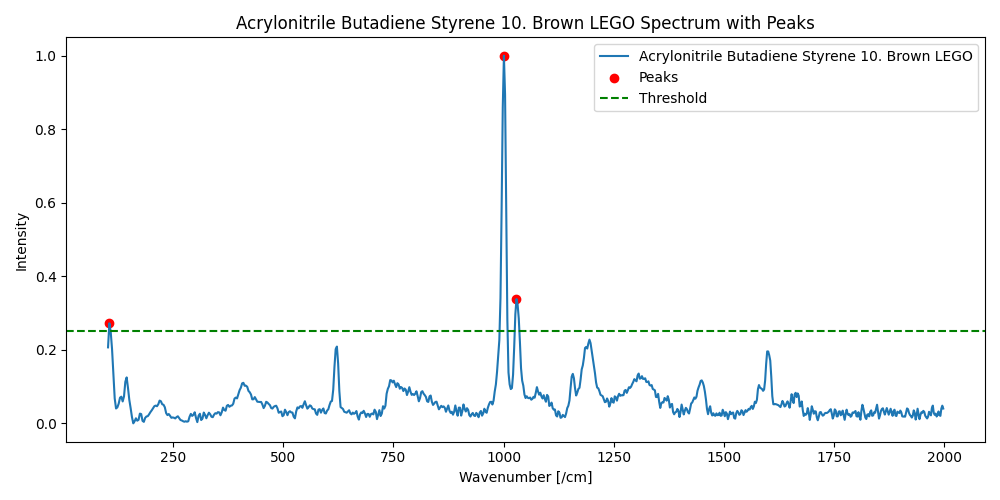 Acrylonitrile Butadiene Styrene 10. Brown LEGO Spectrum with Peaks
Acrylonitrile Butadiene Styrene 10. Brown LEGO
Peaks
Threshold
Intensity
1.0
0.8
0.6
0.4
0.2
0.0
250 500 750 1000 1250 1500 1750 2000
Wavenumber [/cm]